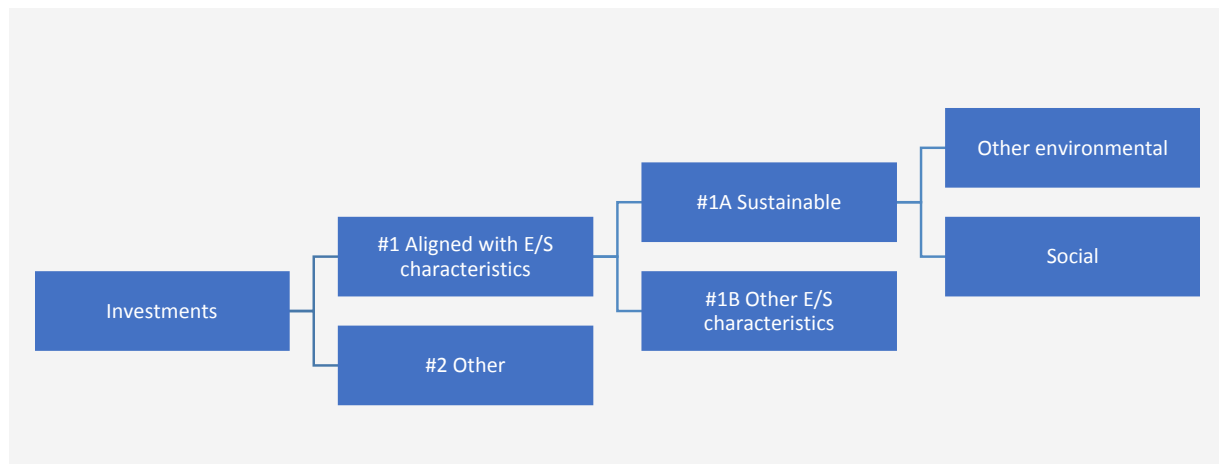 Investments
#1 Aligned with E/S
characteristics
#2 Other
#1A Sustainable
#1B Other E/S
characteristics
Other environmental
Social